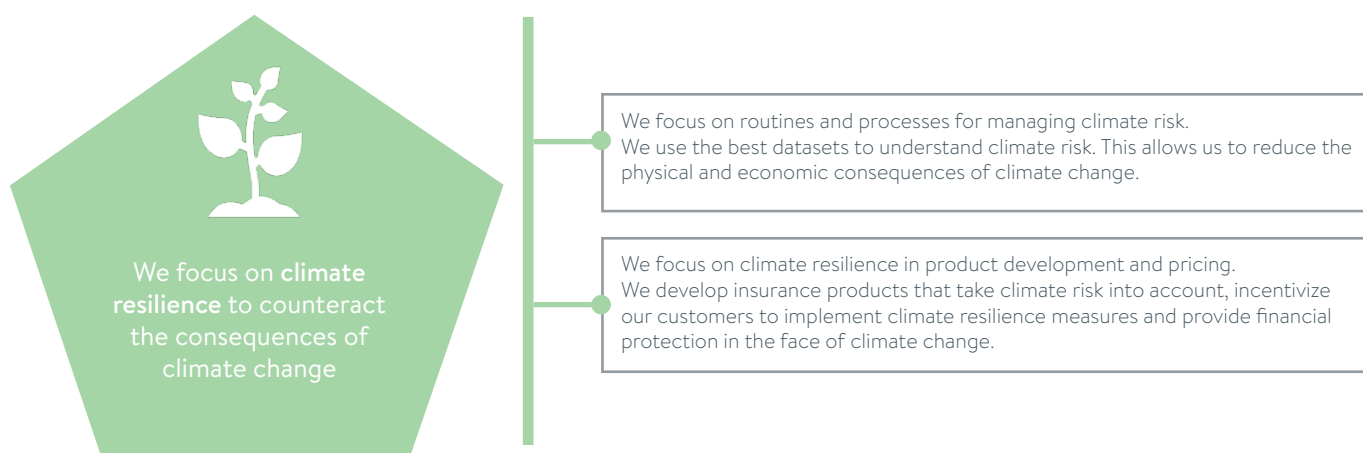 We focus on climate
resilience to counteract
the consequences of
climate change
We focus on routines and processes for managing climate risk.
We use the best datasets to understand climate risk. This allows us to reduce the
physical and economic consequences of climate change.
We focus on climate resilience in product development and pricing.
We develop insurance products that take climate risk into account, incentivize
our customers to implement climate resilience measures and provide financial
protection in the face of climate change.